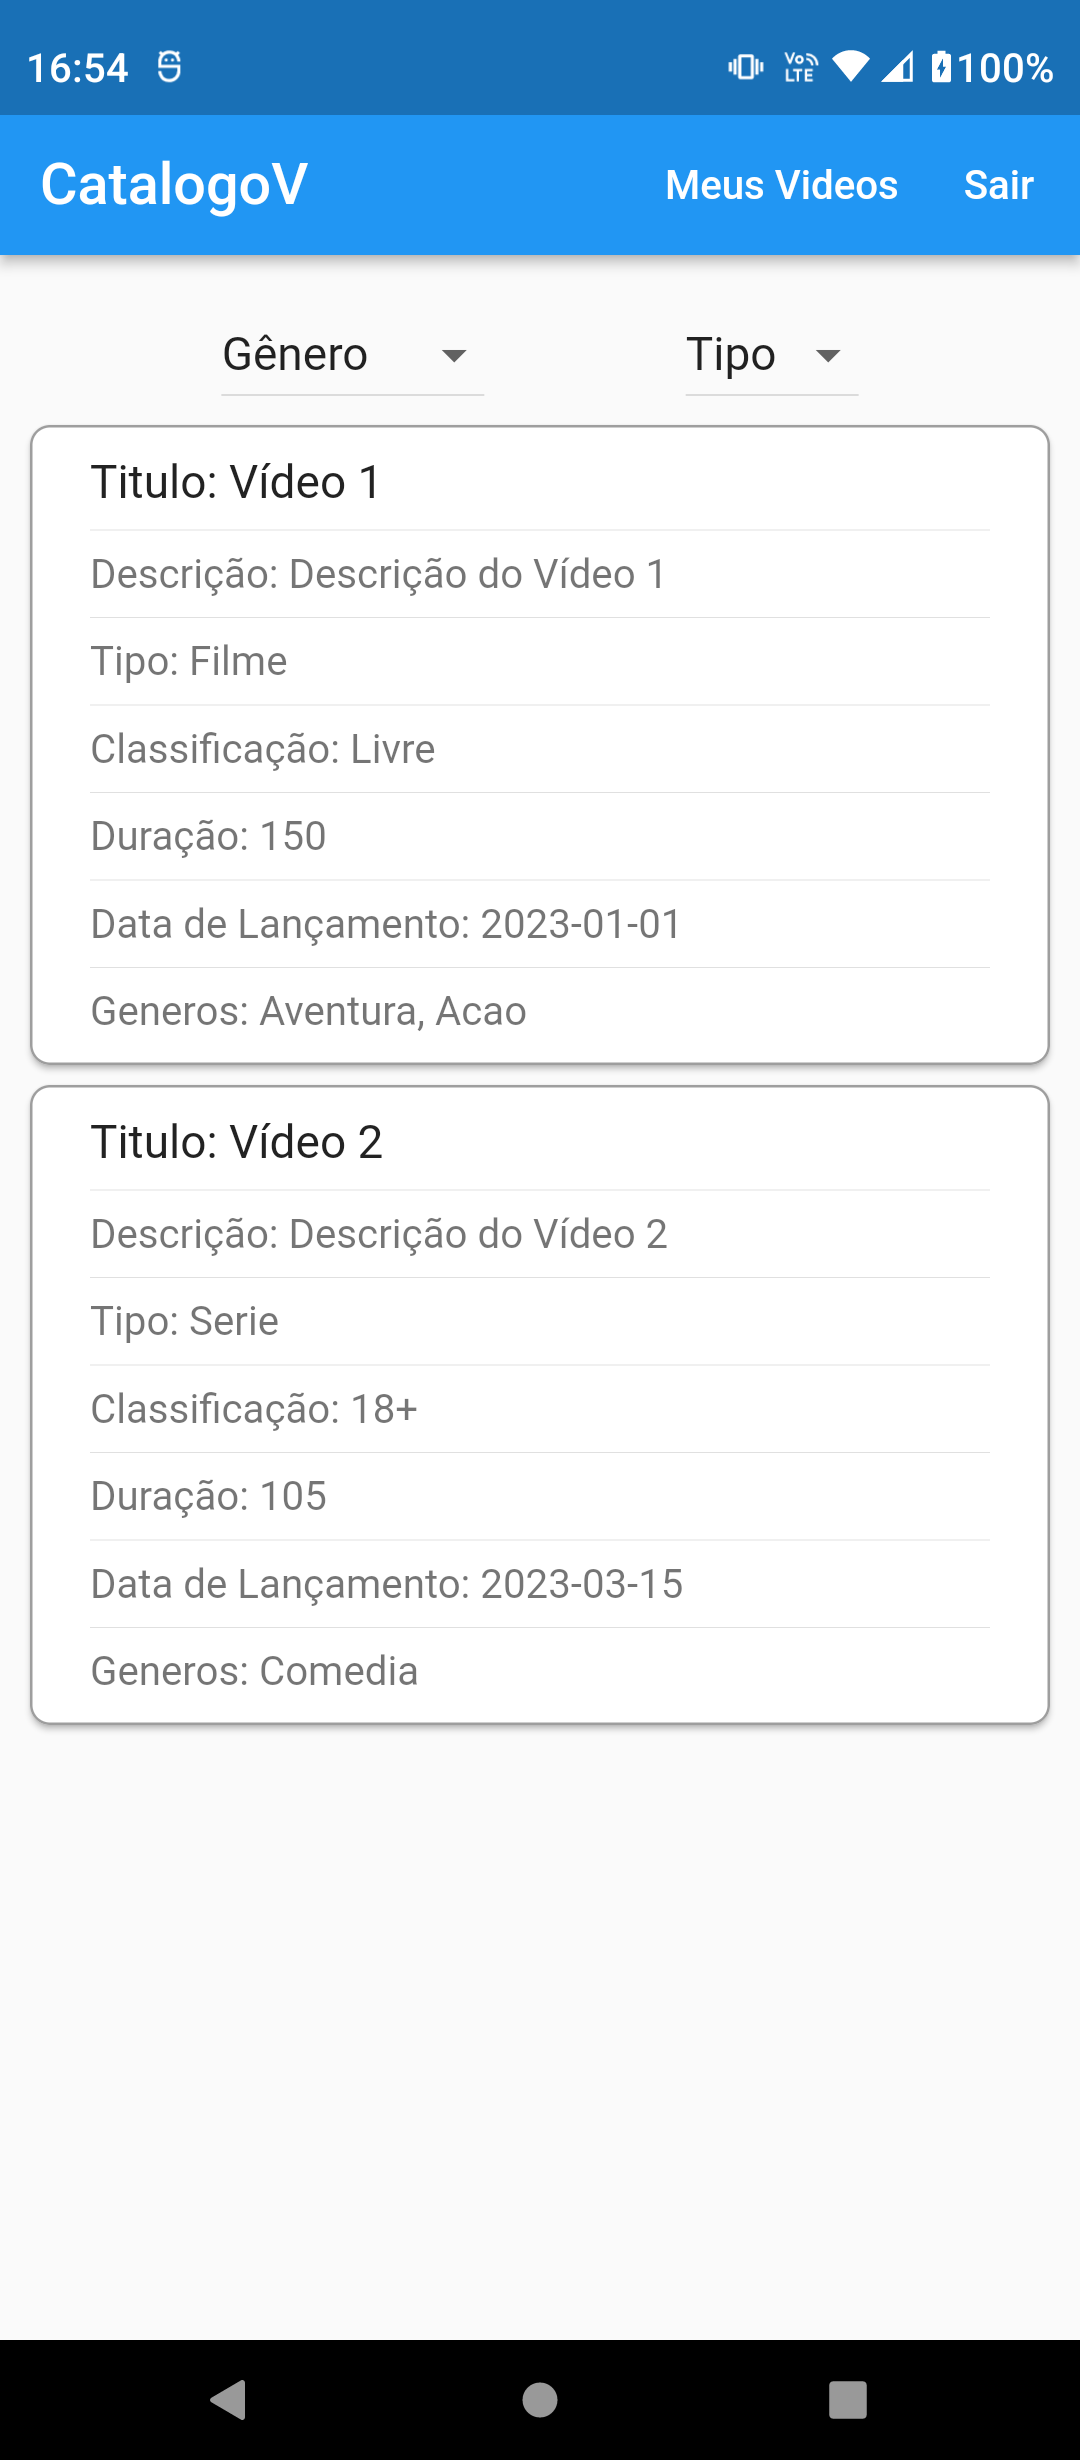 16:54 VoLTE 100%
CatalogoV Meus Videos Sair
Gênero Tipo
Titulo: Vídeo 1
Descrição: Descrição do Vídeo 1
Tipo: Filme
Classificação: Livre
Duração: 150
Data de Lançamento: 2023-01-01
Generos: Aventura, Acao
Titulo: Vídeo 2
Descrição: Descrição do Vídeo 2
Tipo: Serie
Classificação: 18+
Duração: 105
Data de Lançamento: 2023-03-15
Generos: Comedia